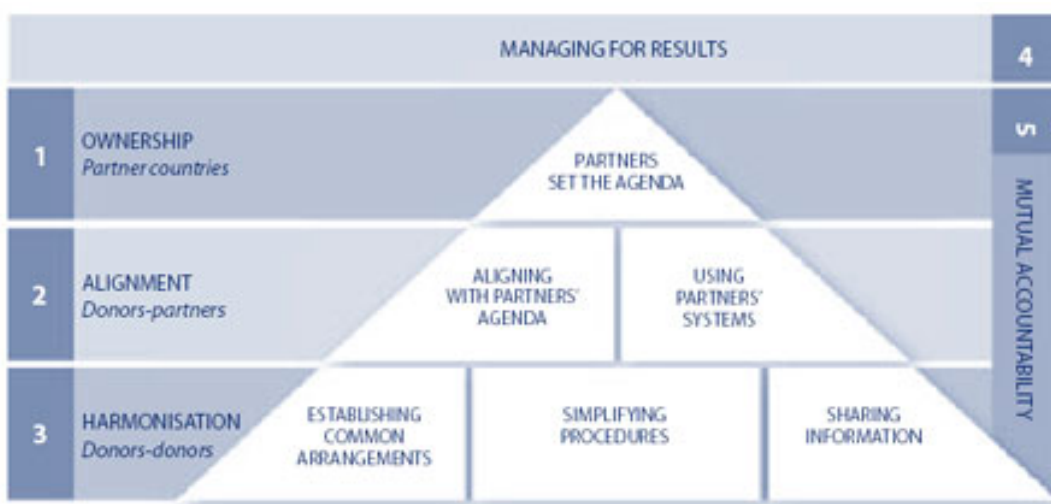 MANAGING FOR RESULTS
4
1
OWNERSHIP
Partner countries
PARTNERS
SET THE AGENDA
5
MUTUAL ACCOUNTABILITY
2
ALIGNMENT
Donors-partners
ALIGNING
WITH PARTNERS'
AGENDA
USING
PARTNERS'
SYSTEMS
3
HARMONISATION
Donors-donors
ESTABLISHING
COMMON
ARRANGEMENTS
SIMPLIFYING
PROCEDURES
SHARING
INFORMATION